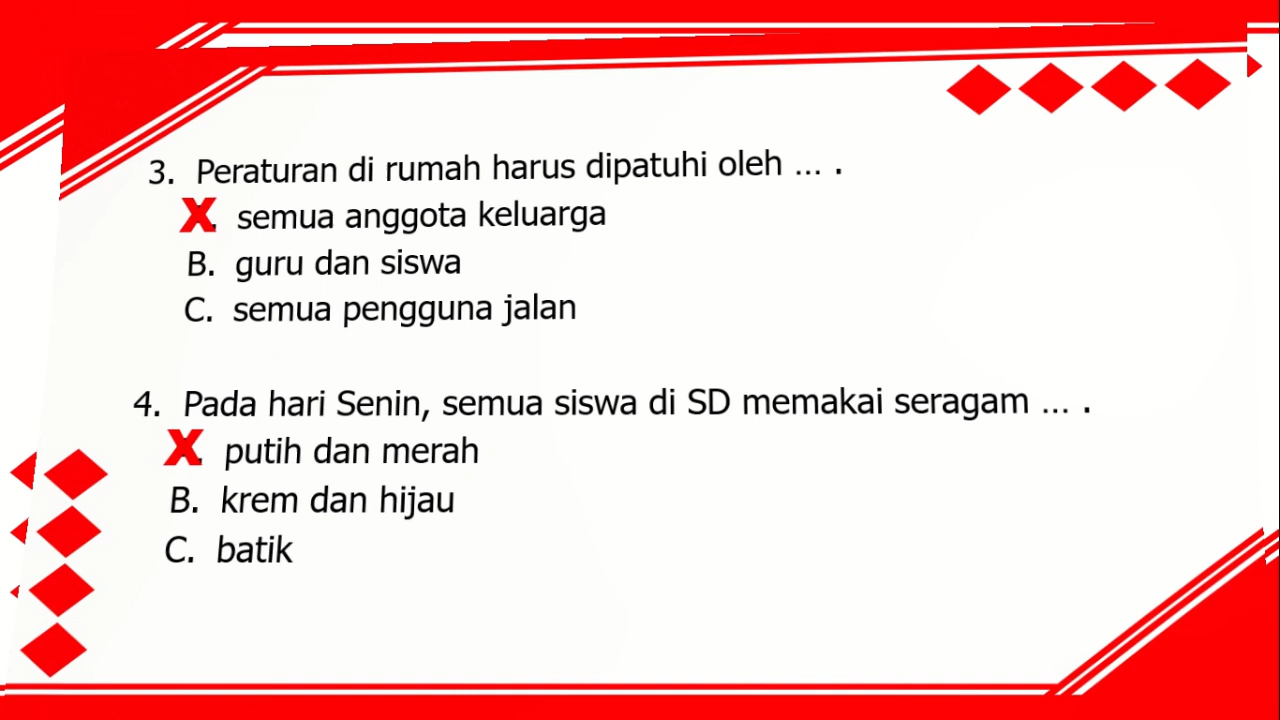 3. Peraturan di rumah harus dipatuhi oleh ... .
X. semua anggota keluarga
B. guru dan siswa
C. semua pengguna jalan
4. Pada hari Senin, semua siswa di SD memakai seragam ... .
X. putih dan merah
B. krem dan hijau
C. batik